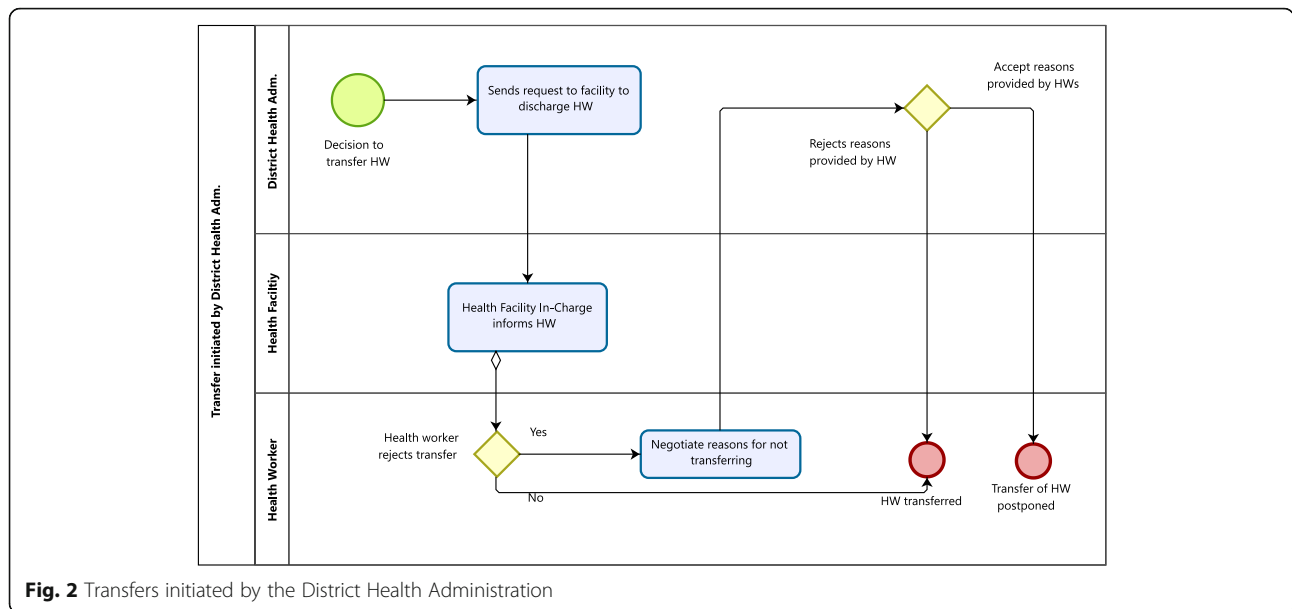 Transfer initiated by District Health Adm.
District Health Adm.
Decision to
transfer HW
Sends request to facility to
discharge HW
Rejects reasons
provided by HW
Accept reasons
provided by HWs
Health Faciltiy
Health Facility In-Charge
informs HW
Health Worker
Health worker
rejects transfer
Yes
No
Negotiate reasons for not
transferring
HW transferred
Transfer of HW
postponed
Fig. 2 Transfers initiated by the District Health Administration